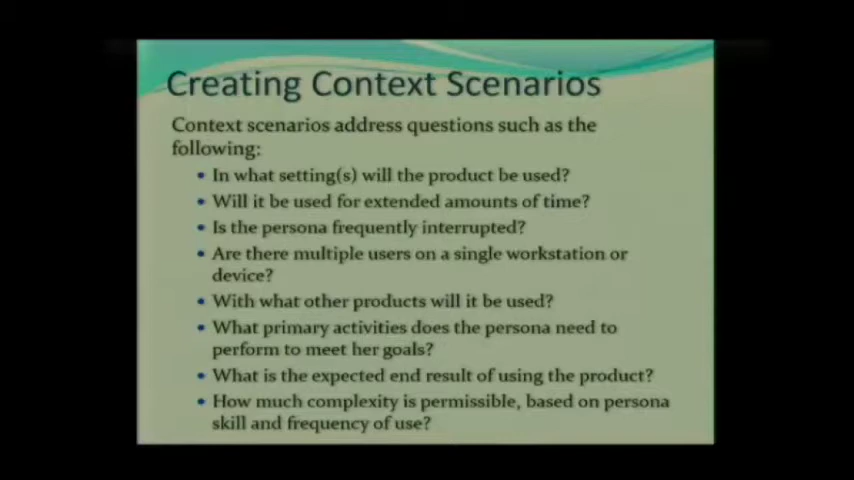 Creating Context Scenarios
Context scenarios address questions such as the
following:
• In what setting(s) will the product be used?
• Will it be used for extended amounts of time?
• Is the persona frequently interrupted?
• Are there multiple users on a single workstation or
device?
• With what other products will it be used?
• What primary activities does the persona need to
perform to meet her goals?
• What is the expected end result of using the product?
• How much complexity is permissible, based on persona
skill and frequency of use?